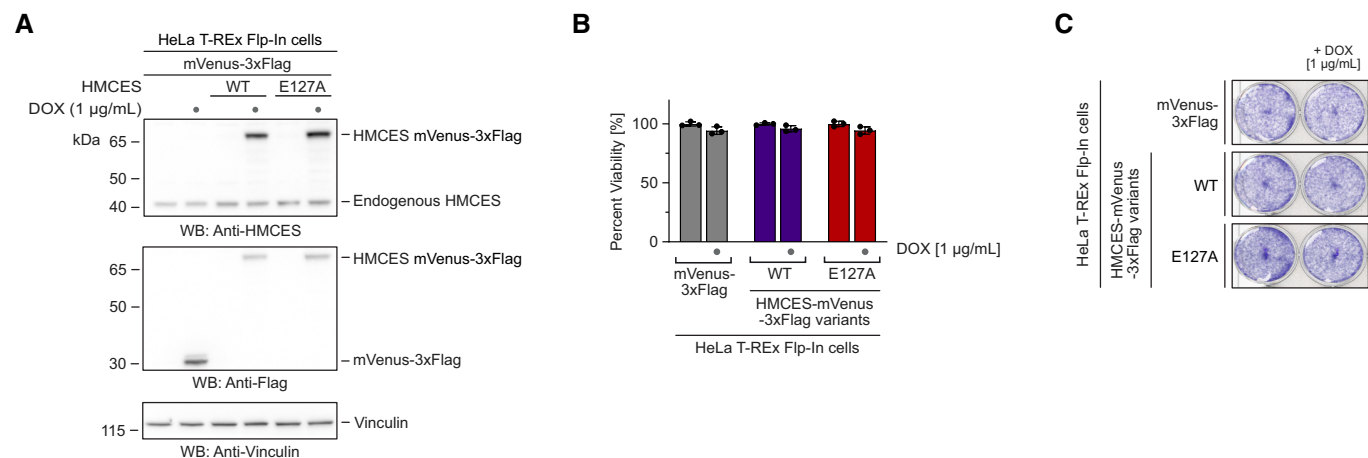 A
HeLa T-REx Flp-In cells
mVenus-3xFlag
HMCES WT E127A
DOX (1 µg/mL)
kDa
65
50
40
HMCES mVenus-3xFlag
Endogenous HMCES
WB: Anti-HMCES
65
50
30
HMCES mVenus-3xFlag
mVenus-3xFlag
WB: Anti-Flag
115
Vinculin
WB: Anti-Vinculin
B
Percent Viability [%]
100
50
0
DOX [1 µg/mL]
mVenus-
3xFlag
WT
E127A
HMCES-mVenus
-3xFlag variants
HeLa T-REx Flp-In cells
C
+ DOX
[1 µg/mL]
HeLa T-REx Flp-In cells
HMCES-mVenus
-3xFlag variants
mVenus-
3xFlag
WT
E127A